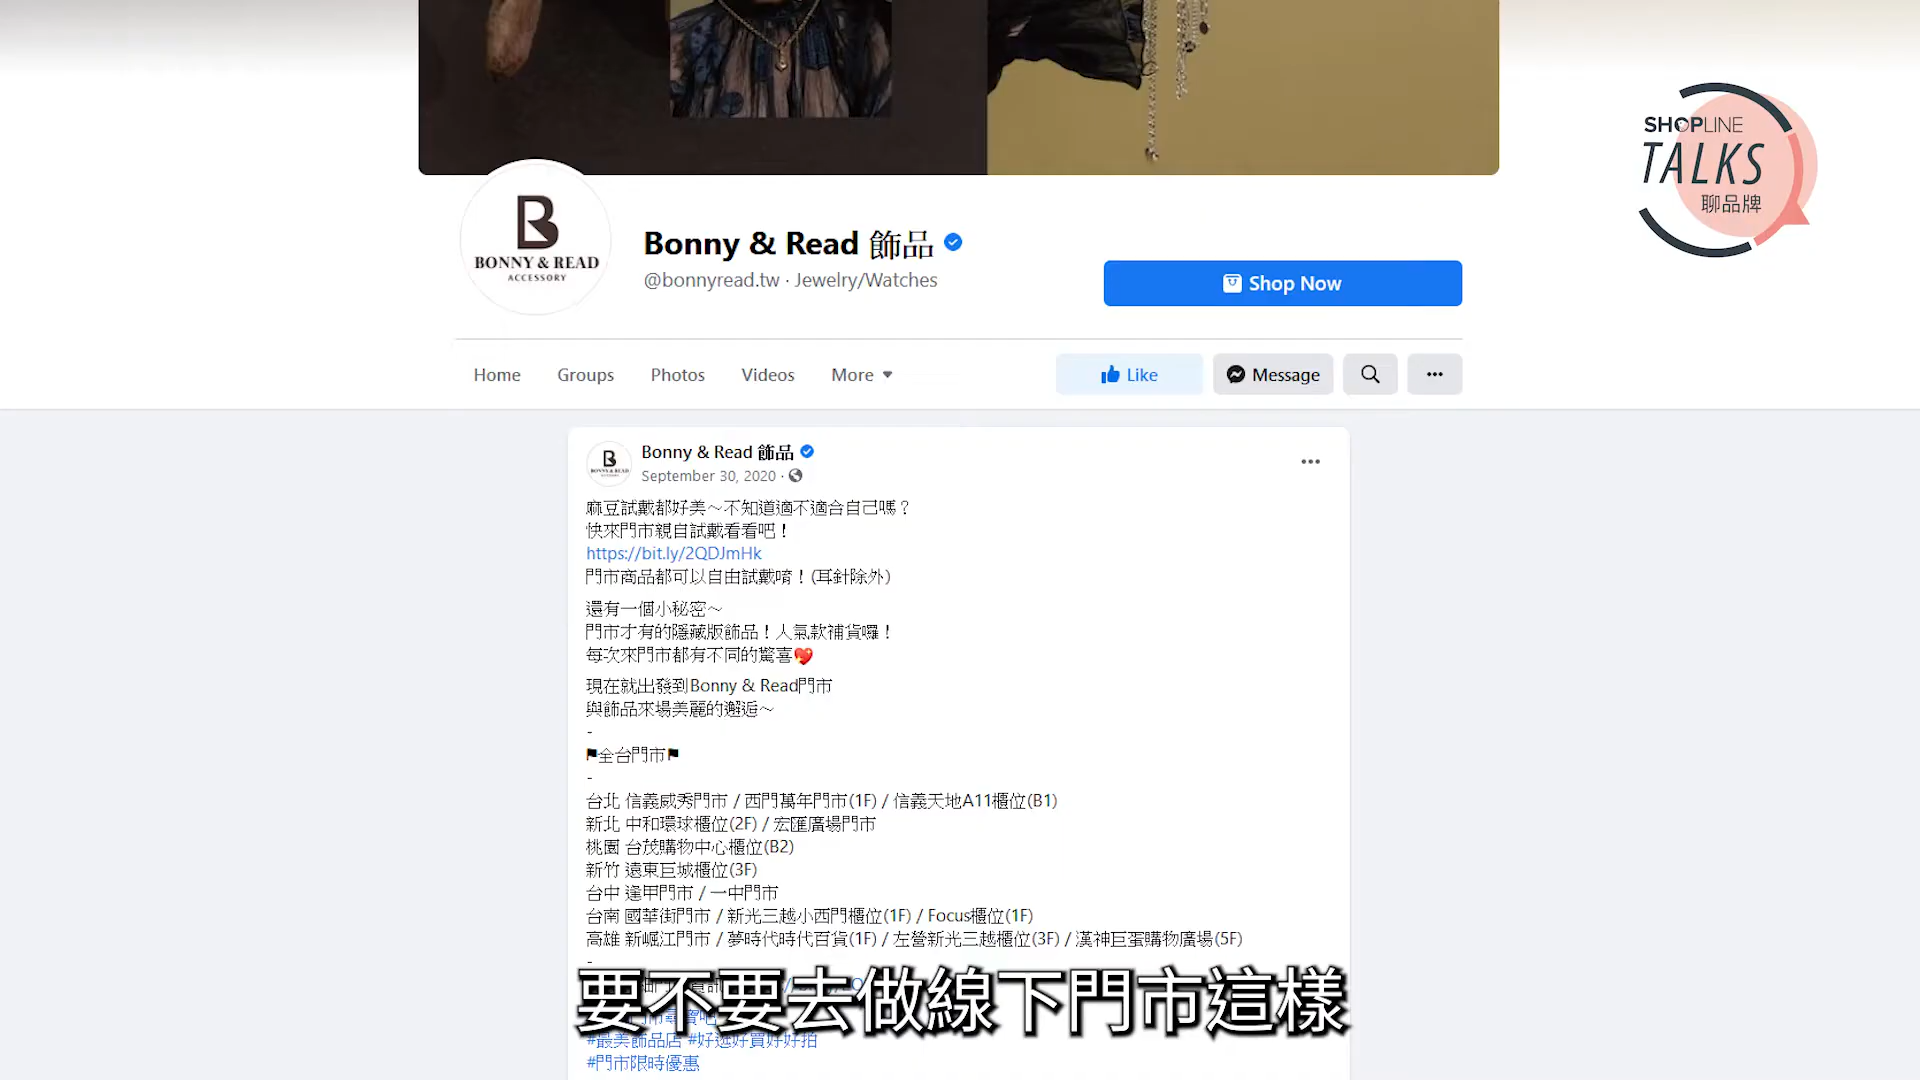 SHOPLINE
TALKS
聊品牌
B
BONNY & READ
ACCESSORY
Bonny & Read 飾品
@bonnyread.tw · Jewelry/Watches
Shop Now
Home
Groups
Photos
Videos
More
Like
Message
Bonny & Read 飾品
September 30, 2020 ·
麻豆試戴都好美～不知道適不適合自己嗎？
快來門市親自試戴看看吧！
https://bit.ly/2QDJmHk
門市商品都可以自由試戴唷！(耳針除外)
還有一個小秘密～
門市才有的隱藏版飾品！人氣款補貨囉！
每次來門市都有不同的驚喜💖
現在就出發到Bonny & Read門市
與飾品來場美麗的邂逅～
-
⚑全台門市⚑
-
台北 信義威秀門市 / 西門萬年門市(1F) / 信義天地A11櫃位(B1)
新北 中和環球櫃位(2F) / 宏匯廣場門市
桃園 台茂購物中心櫃位(B2)
新竹 遠東巨城櫃位(3F)
台中 逢甲門市 / 一中門市
台南 國華街門市 / 新光三越小西門櫃位(1F) / Focus櫃位(1F)
高雄 新崛江門市 / 夢時代時代百貨(1F) / 左營新光三越櫃位(3F) / 漢神巨蛋購物廣場(5F)
-
要不要去做線下門市這樣
#最美飾品店 #好逛好買好好拍
#門市限時優惠